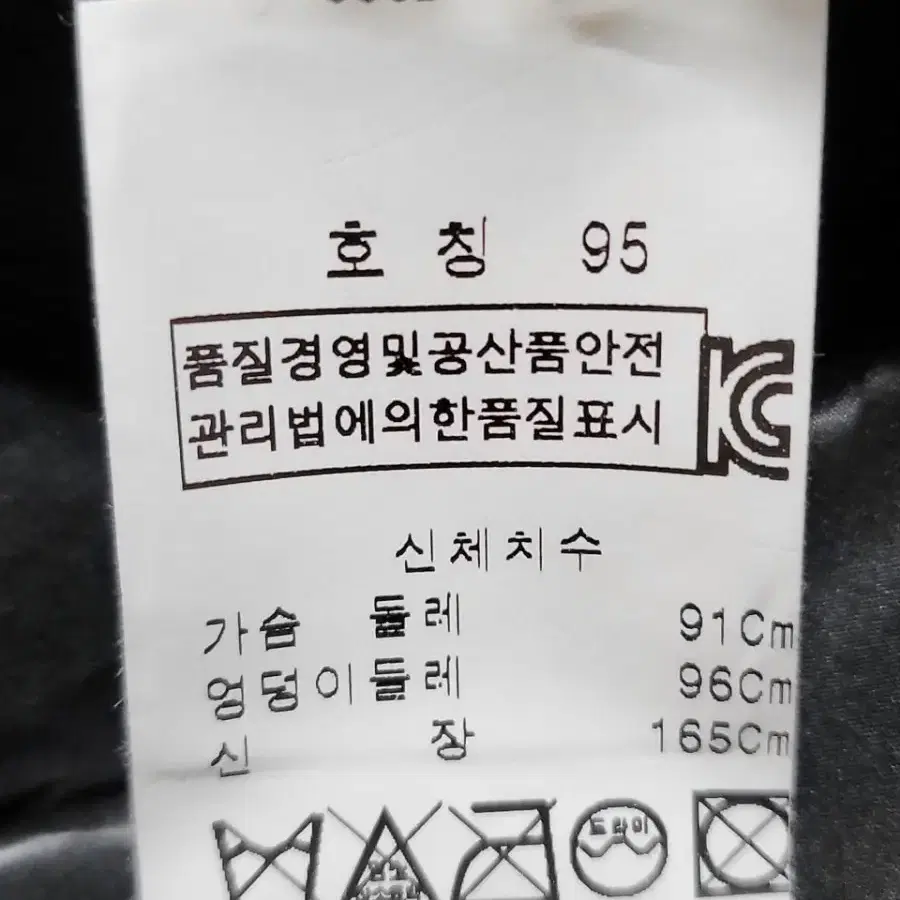 호 칭 95
품질경영및공산품안전
관리법에의한품질표시
신체치수
가슴 둘레 91Cm
엉덩이둘레 96Cm
신 장 165Cm
드라이